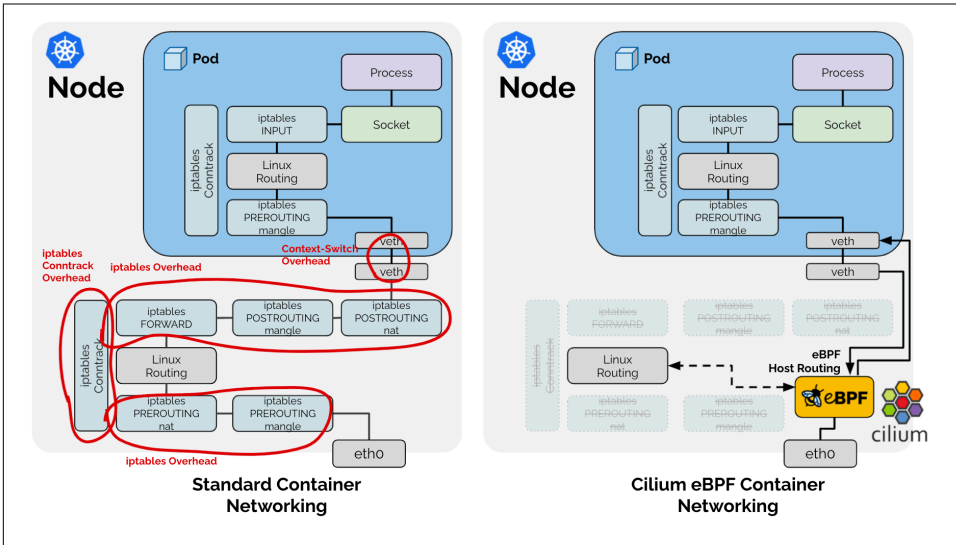 Node
Pod
Process
Socket
iptables
INPUT
iptables
Conntrack
Linux
Routing
iptables
PREROUTING
mangle
veth
Context-Switch
Overhead
veth
iptables
Conntrack
Overhead
iptables Overhead
iptables
Conntrack
iptables
FORWARD
iptables
POSTROUTING
mangle
iptables
POSTROUTING
nat
Linux
Routing
iptables
PREROUTING
nat
iptables
PREROUTING
mangle
iptables Overhead
eth0
Standard Container
Networking
Node
Pod
Process
Socket
iptables
INPUT
iptables
Conntrack
Linux
Routing
iptables
PREROUTING
mangle
veth
veth
iptables
Conntrack
iptables
FORWARD
iptables
POSTROUTING
mangle
iptables
POSTROUTING
nat
eBPF
Host Routing
Linux
Routing
iptables
PREROUTING
nat
iptables
PREROUTING
mangle
eBPF
cilium
eth0
Cilium eBPF Container
Networking